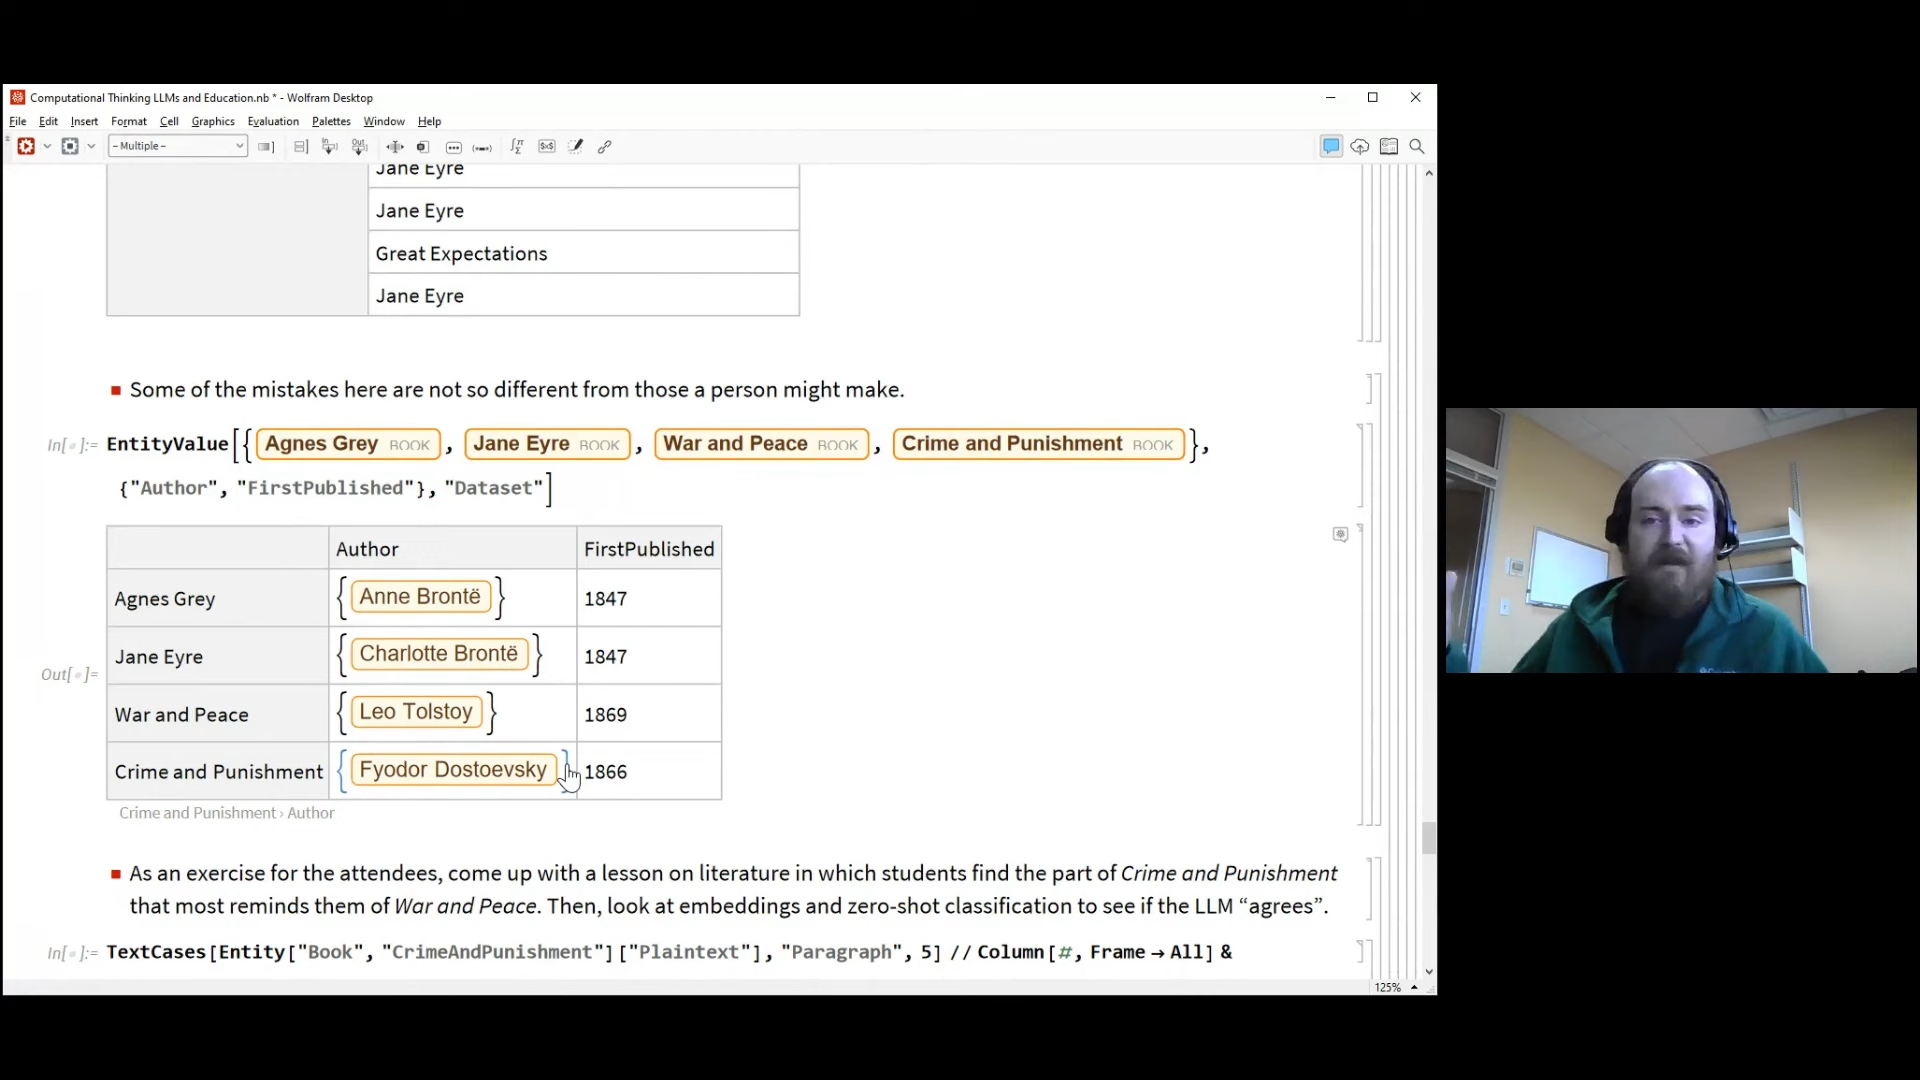 Computational Thinking LLMs and Education.nb * - Wolfram Desktop
File Edit Insert Format Cell Graphics Evaluation Palettes Window Help
- Multiple -
Jane Eyre
Jane Eyre
Great Expectations
Jane Eyre
Some of the mistakes here are not so different from those a person might make.
In[ ]:= EntityValue[{ Agnes Grey BOOK , Jane Eyre BOOK , War and Peace BOOK , Crime and Punishment BOOK },
{"Author", "FirstPublished"}, "Dataset"]
Author FirstPublished
Agnes Grey { Anne Brontë } 1847
Jane Eyre { Charlotte Brontë } 1847
Out[ ]=
War and Peace { Leo Tolstoy } 1869
Crime and Punishment { Fyodor Dostoevsky } 1866
Crime and Punishment › Author
As an exercise for the attendees, come up with a lesson on literature in which students find the part of Crime and Punishment
that most reminds them of War and Peace. Then, look at embeddings and zero-shot classification to see if the LLM “agrees”.
In[ ]:= TextCases[Entity["Book", "CrimeAndPunishment"]["Plaintext"], "Paragraph", 5] // Column[#, Frame → All] &
125%